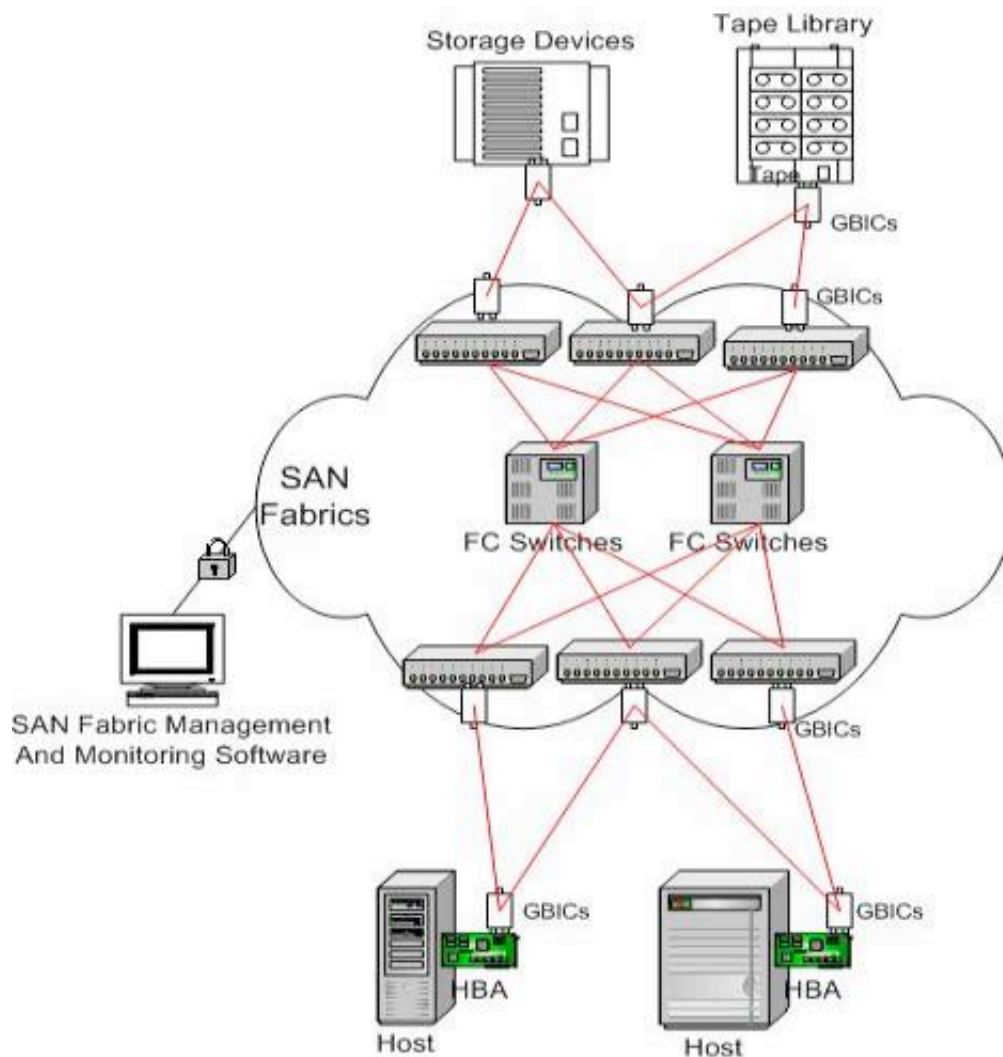 Storage Devices
Tape Library
Tape
GBICs
GBICs
SAN
Fabrics
FC Switches
FC Switches
SAN Fabric Management
And Monitoring Software
GBICs
GBICs
GBICs
HBA
HBA
Host
Host